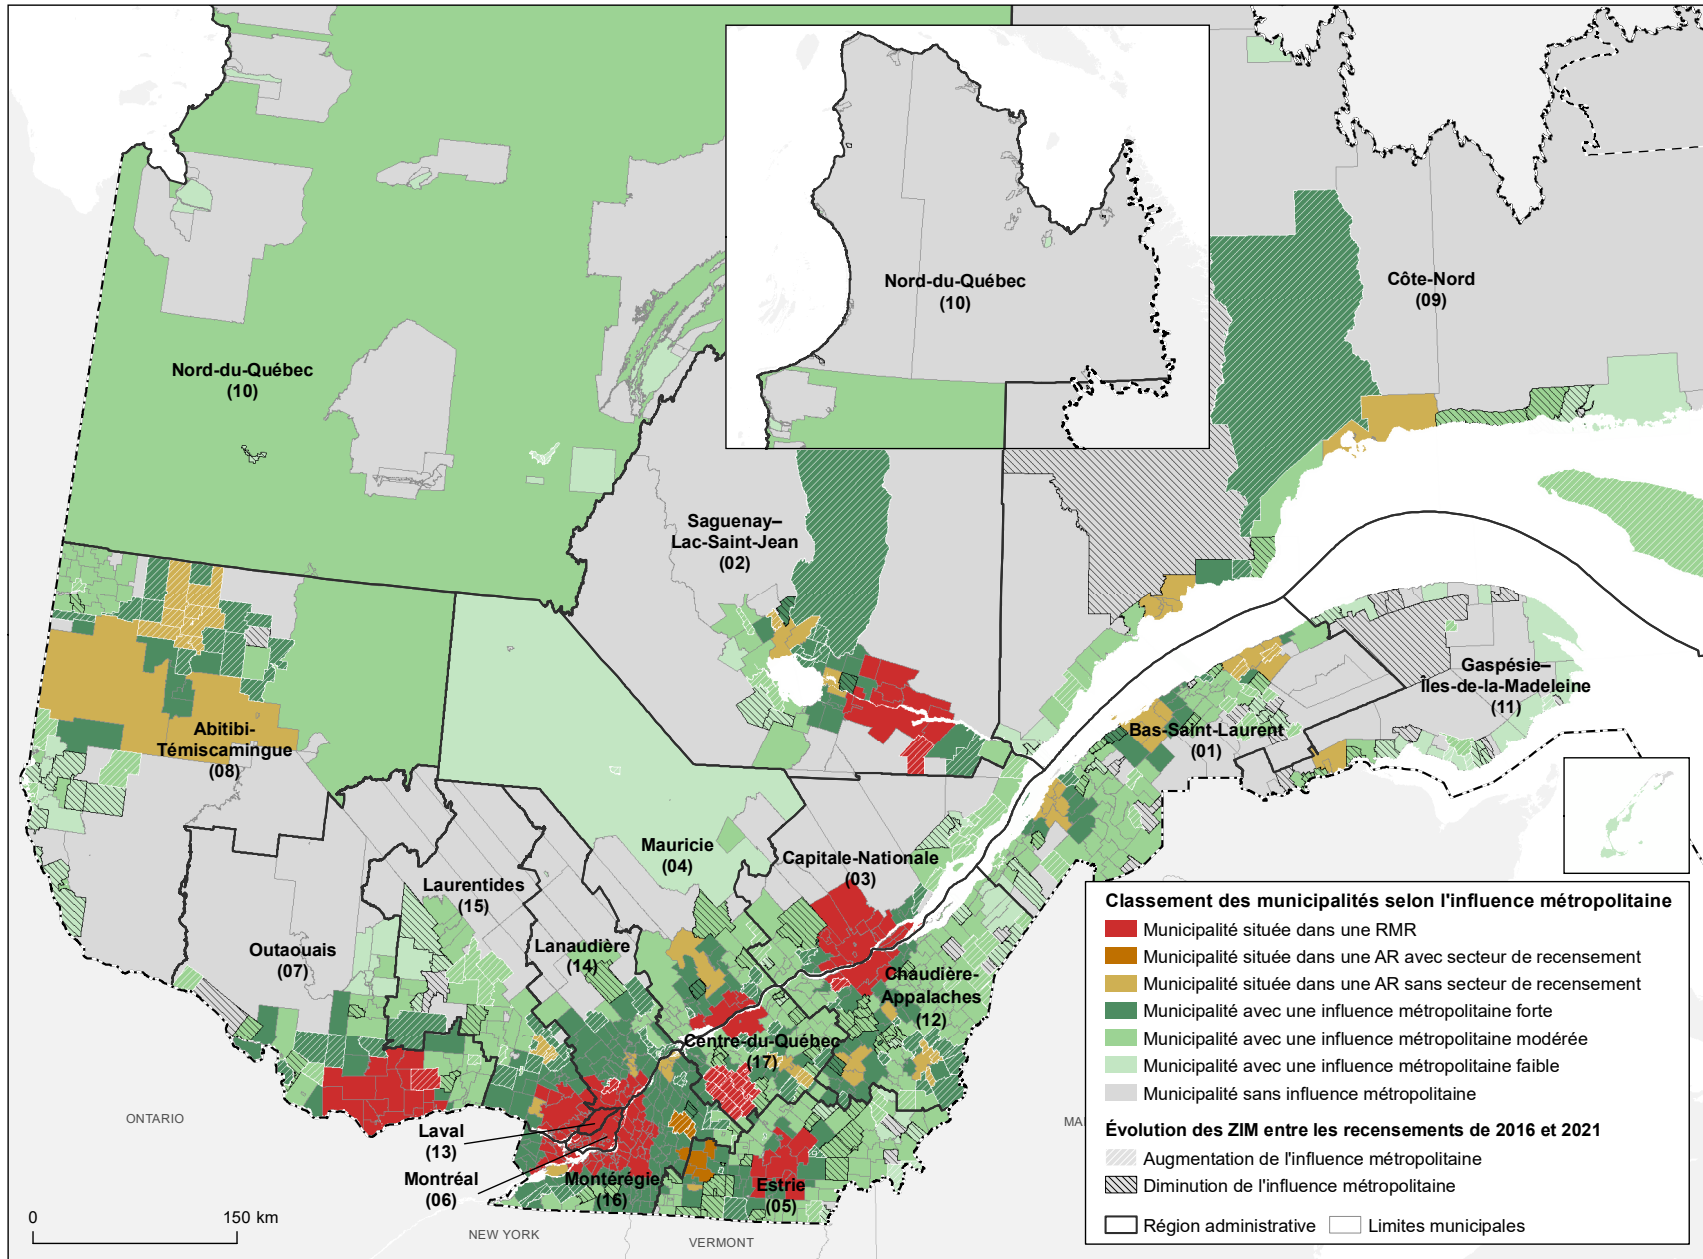 Nord-du-Québec
(10)
Côte-Nord
(09)
Nord-du-Québec
(10)
Saguenay–
Lac-Saint-Jean
(02)
Gaspésie–
Îles-de-la-Madeleine
(11)
Abitibi-
Témiscamingue
(08)
Bas-Saint-Laurent
(01)
Mauricie
(04)
Capitale-Nationale
(03)
Laurentides
(15)
Lanaudière
(14)
Outaouais
(07)
Chaudière-
Appalaches
(12)
Centre-du-Québec
(17)
ONTARIO
Laval
(13)
Montréal
(06)
Montérégie
(16)
Estrie
(05)
MA
NEW YORK
VERMONT
0 150 km
Classement des municipalités selon l'influence métropolitaine
Municipalité située dans une RMR
Municipalité située dans une AR avec secteur de recensement
Municipalité située dans une AR sans secteur de recensement
Municipalité avec une influence métropolitaine forte
Municipalité avec une influence métropolitaine modérée
Municipalité avec une influence métropolitaine faible
Municipalité sans influence métropolitaine
Évolution des ZIM entre les recensements de 2016 et 2021
Augmentation de l'influence métropolitaine
Diminution de l'influence métropolitaine
Région administrative Limites municipales